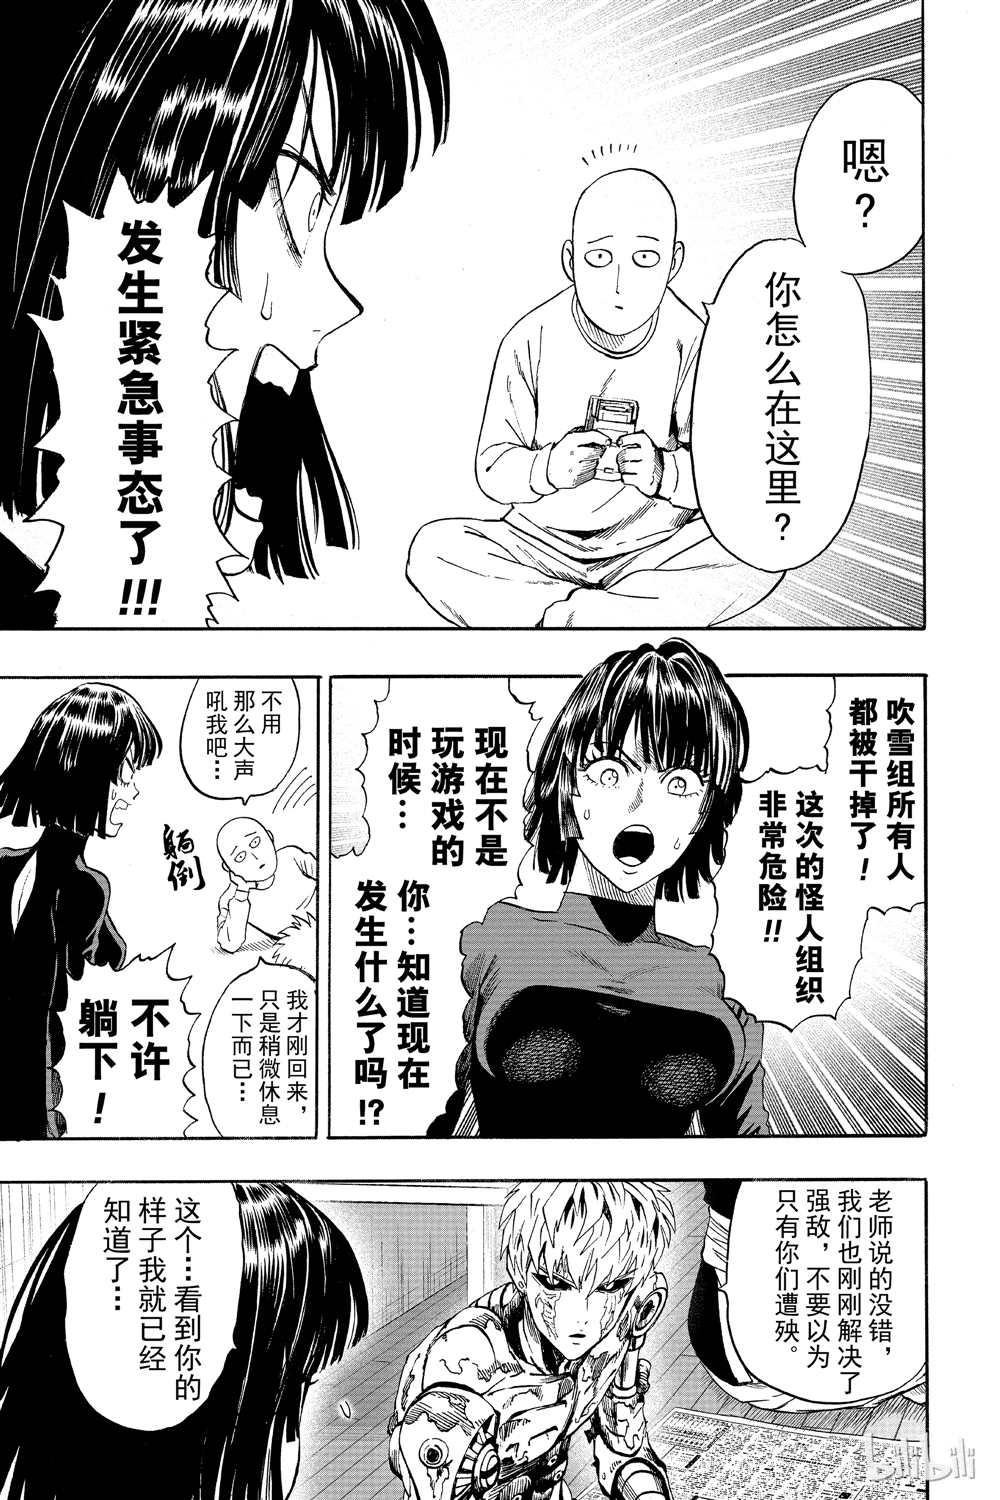 嗯？
你怎么在这里？
发生紧急事态了!!!
吹雪组所有人
都被干掉了！
这次的怪人组织
非常危险!!
现在不是
玩游戏的
时候…
你…知道现在
发生什么了吗!?
不用
那么大声
吼我吧…
躺倒
我才刚回来，
只是稍微休息
一下而已…
不许
躺下！
老师说的没错，
我们也刚刚解决了
强敌，不要以为
只有你们遭殃。
这个…看到你的
样子我就已经
知道了…
bilibili